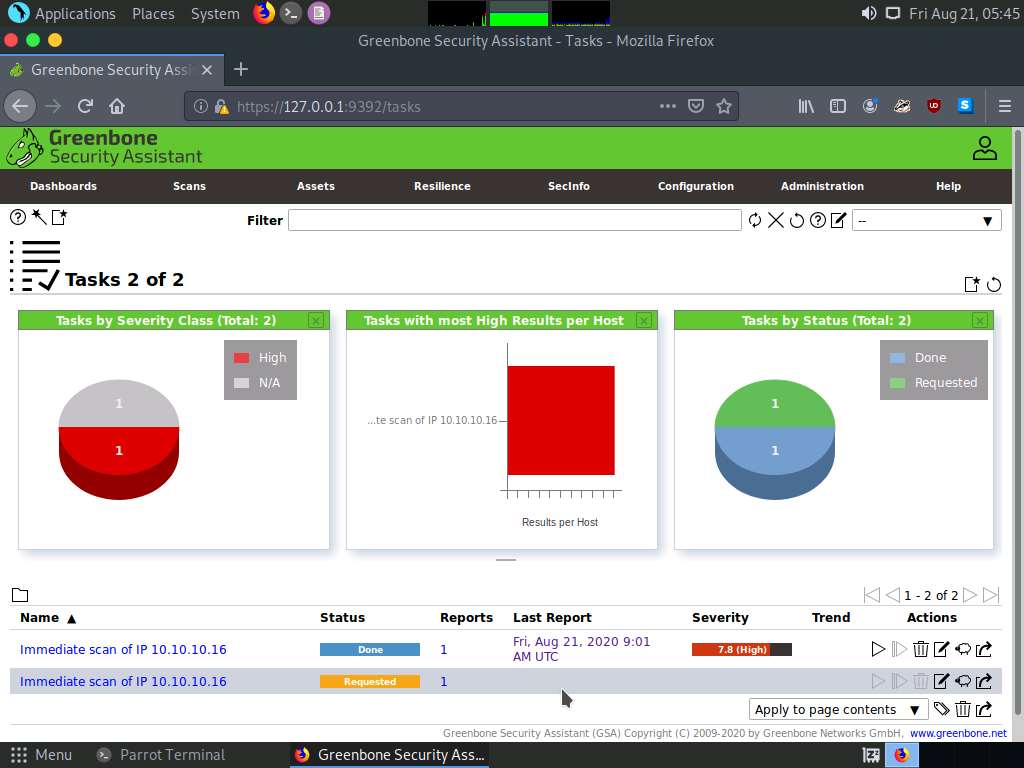 Applications Places System Fri Aug 21, 05:45
Greenbone Security Assistant - Tasks - Mozilla Firefox
Greenbone Security Assis
https://127.0.0.1:9392/tasks
Greenbone
Security Assistant
Dashboards Scans Assets Resilience SecInfo Configuration Administration Help
Filter --
Tasks 2 of 2
Tasks by Severity Class (Total: 2)
High
N/A
1
1
Tasks with most High Results per Host
...te scan of IP 10.10.10.16
Results per Host
Tasks by Status (Total: 2)
Done
Requested
1
1
1 - 2 of 2
Name ▲ Status Reports Last Report Severity Trend Actions
Immediate scan of IP 10.10.10.16 Done 1 Fri, Aug 21, 2020 9:01 AM UTC 7.8 (High)
Immediate scan of IP 10.10.10.16 Requested 1
Apply to page contents ▼
Greenbone Security Assistant (GSA) Copyright (C) 2009-2020 by Greenbone Networks GmbH, www.greenbone.net
Menu Parrot Terminal Greenbone Security Ass...